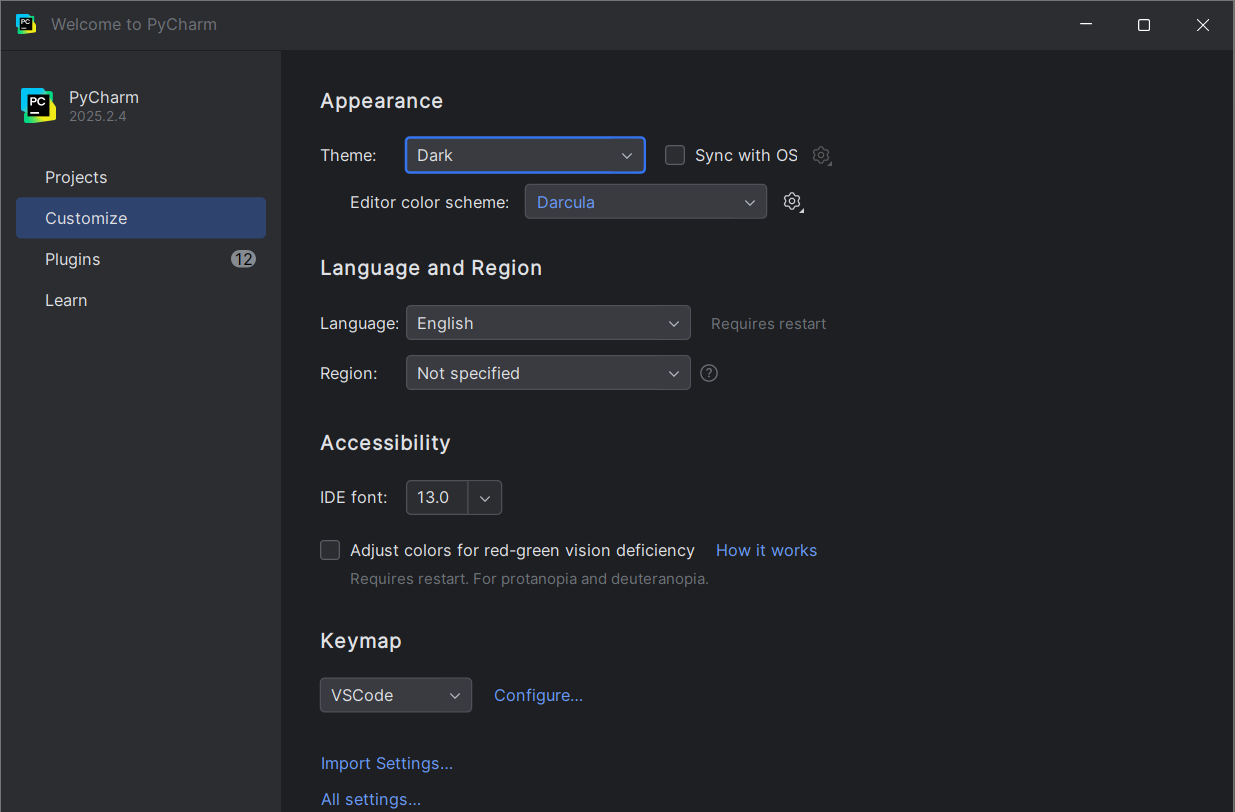 Welcome to PyCharm
PyCharm
2025.2.4
Projects
Customize
Plugins 12
Learn
Appearance
Theme: Dark Sync with OS
Editor color scheme: Darcula
Language and Region
Language: English Requires restart
Region: Not specified ?
Accessibility
IDE font: 13.0
Adjust colors for red-green vision deficiency How it works
Requires restart. For protanopia and deuteranopia.
Keymap
VSCode Configure...
Import Settings...
All settings...